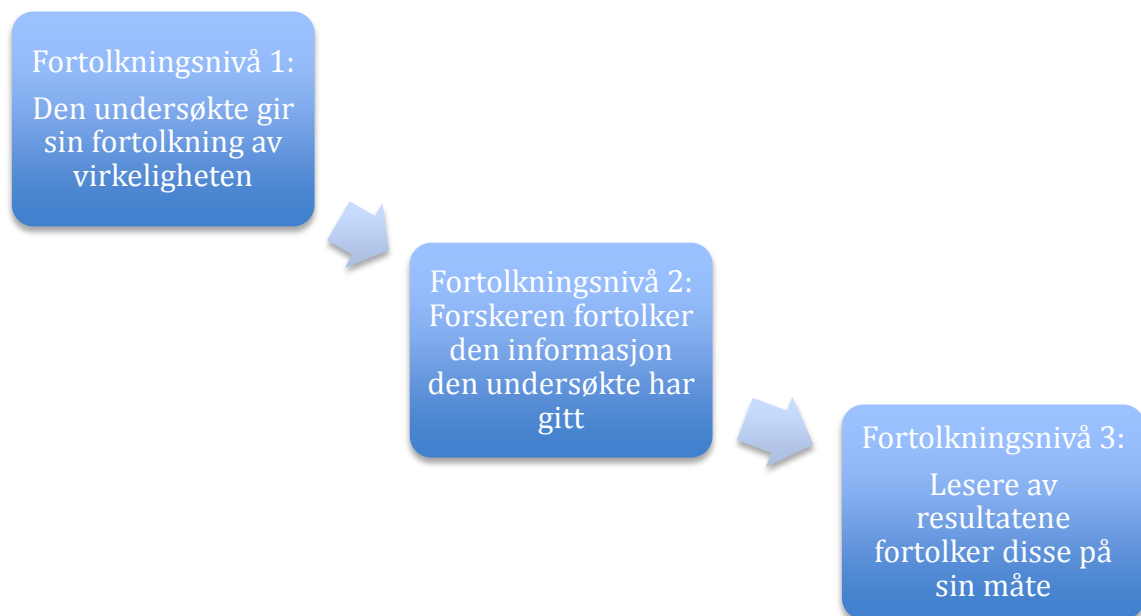 Fortolkningsnivå 1:
Den undersøkte gir
sin fortolkning av
virkeligheten
Fortolkningsnivå 2:
Forskeren fortolker
den informasjon
den undersøkte har
gitt
Fortolkningsnivå 3:
Lesere av
resultatene
fortolker disse på
sin måte